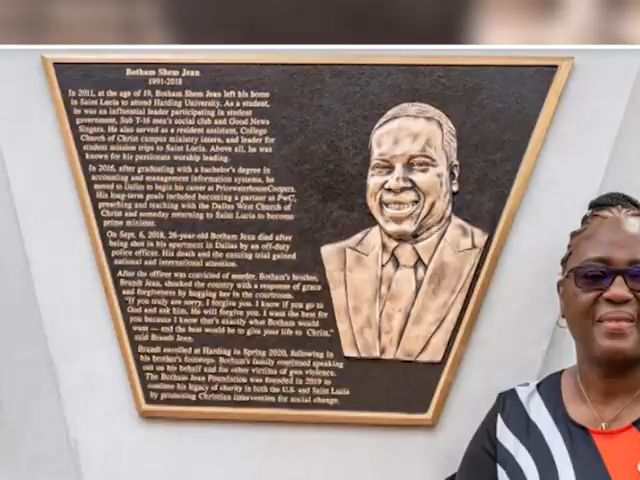 Botham Shem Jean
1991-2018
In 2011, at the age of 19, Botham Shem Jean left his home
in Saint Lucia to attend Harding University. As a student,
he was an influential leader participating in student
government, Sub T-16 men's social club and Good News
Singers. He also served as a resident assistant, College
Church of Christ campus ministry intern, and leader for
student mission trips to Saint Lucia. Above all, he was
known for his passionate worship leading.
In 2016, after graduating with a bachelor's degree in
accounting and management information systems, he
moved to Dallas to begin his career at PricewaterhouseCoopers.
His long-term goals included becoming a partner at PwC,
preaching and teaching with the Dallas West Church of
Christ and someday returning to Saint Lucia to become
prime minister.
On Sept. 6, 2018, 26-year-old Botham Jean died after
being shot in his apartment in Dallas by an off-duty
police officer. His death and the ensuing trial gained
national and international attention.
After the officer was convicted of murder, Botham's brother,
Brandt Jean, shocked the country with a response of grace
and forgiveness by hugging her in the courtroom.
"If you truly are sorry, I forgive you. I know if you go to
God and ask him, He will forgive you. I want the best for
you because I know that's exactly what Botham would
want — and the best would be to give your life to Christ,"
said Brandt Jean.
Brandt enrolled at Harding in Spring 2020, following in
his brother's footsteps. Botham's family continued speaking
out on his behalf and for other victims of gun violence.
The Botham Jean Foundation was founded in 2019 to
continue his legacy of charity in both the U.S. and Saint Lucia
by promoting Christian intervention for social change.